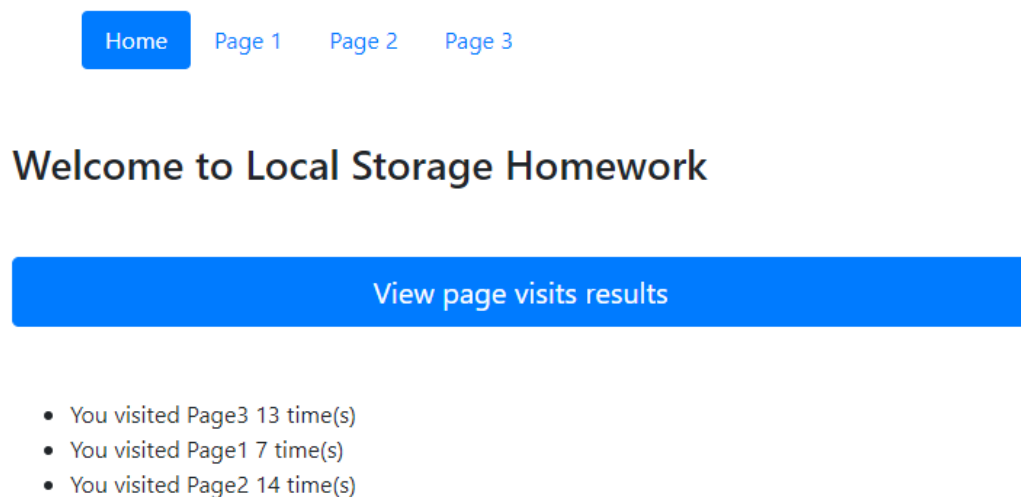 Home Page 1 Page 2 Page 3
Welcome to Local Storage Homework
View page visits results
You visited Page3 13 time(s)
You visited Page1 7 time(s)
You visited Page2 14 time(s)